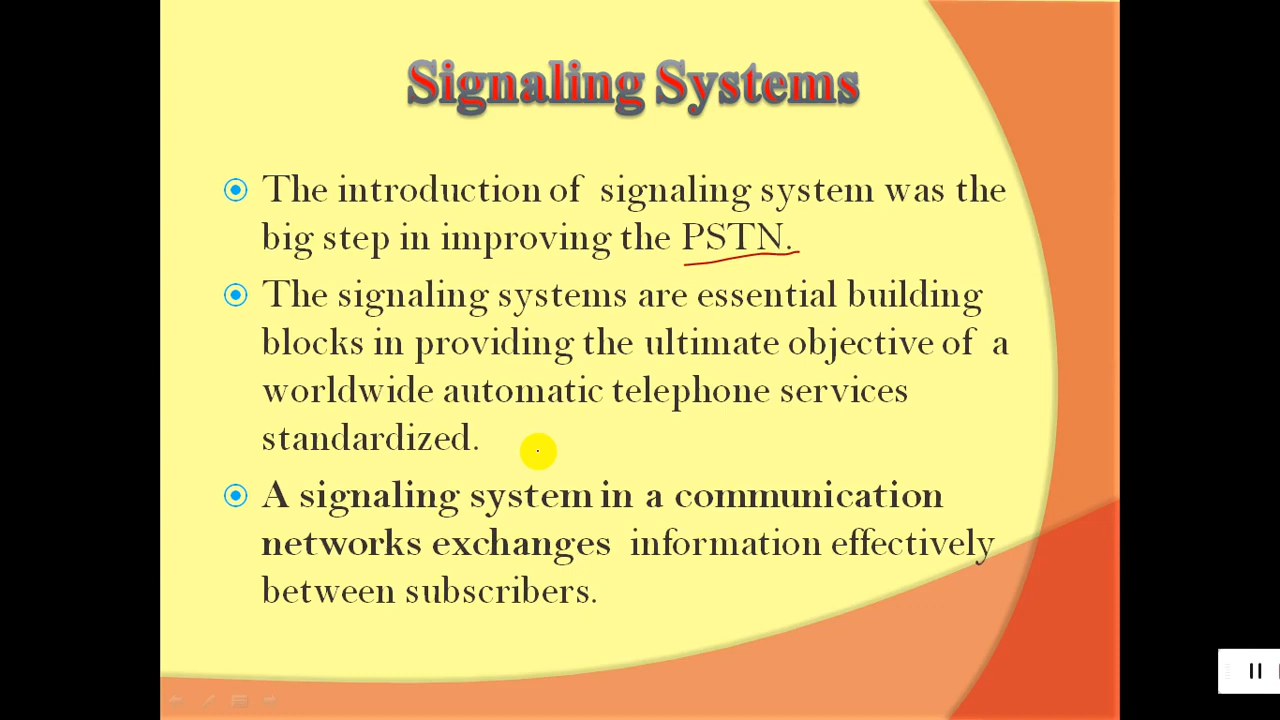 Signaling Systems
The introduction of signaling system was the
big step in improving the PSTN.
The signaling systems are essential building
blocks in providing the ultimate objective of a
worldwide automatic telephone services
standardized.
A signaling system in a communication
networks exchanges information effectively
between subscribers.